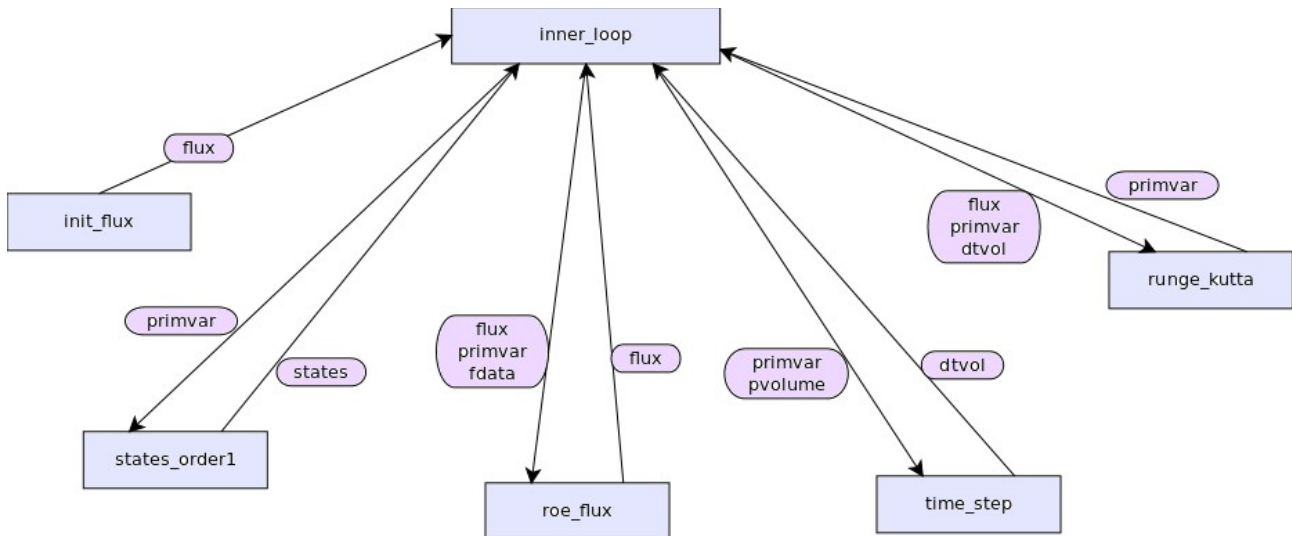 inner_loop
flux
init_flux
primvar
flux
primvar
dtvol
runge_kutta
primvar
states
flux
primvar
fdata
flux
primvar
pvolume
dtvol
states_order1
roe_flux
time_step